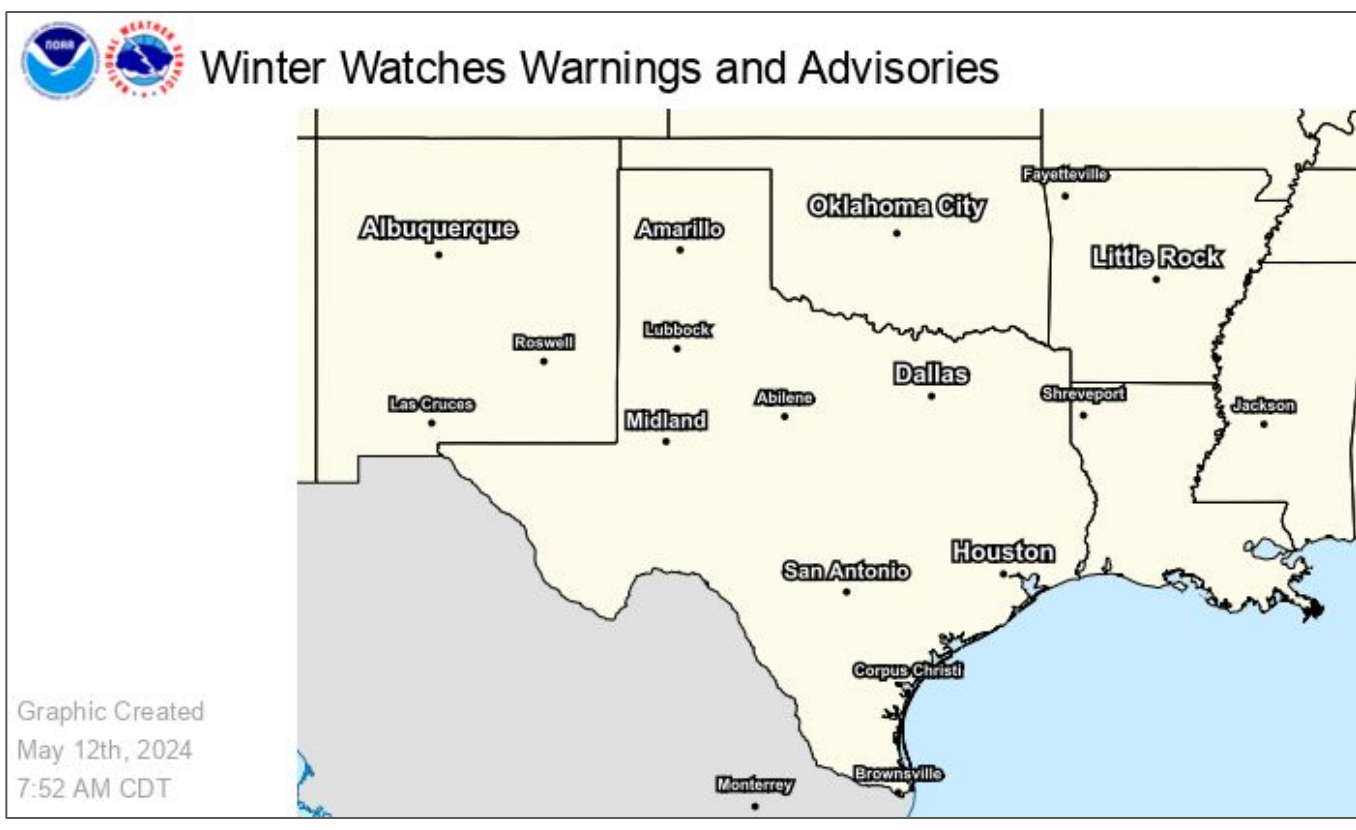 NOAA
NATIONAL WEATHER SERVICE
Winter Watches Warnings and Advisories
Fayetteville
Oklahoma City
Albuquerque
Amarillo
Little Rock
Lubbock
Roswell
Dallas
Abilene
Shreveport
Las Cruces
Jackson
Midland
Houston
San Antonio
Corpus Christi
Brownsville
Monterrey
Graphic Created
May 12th, 2024
7:52 AM CDT